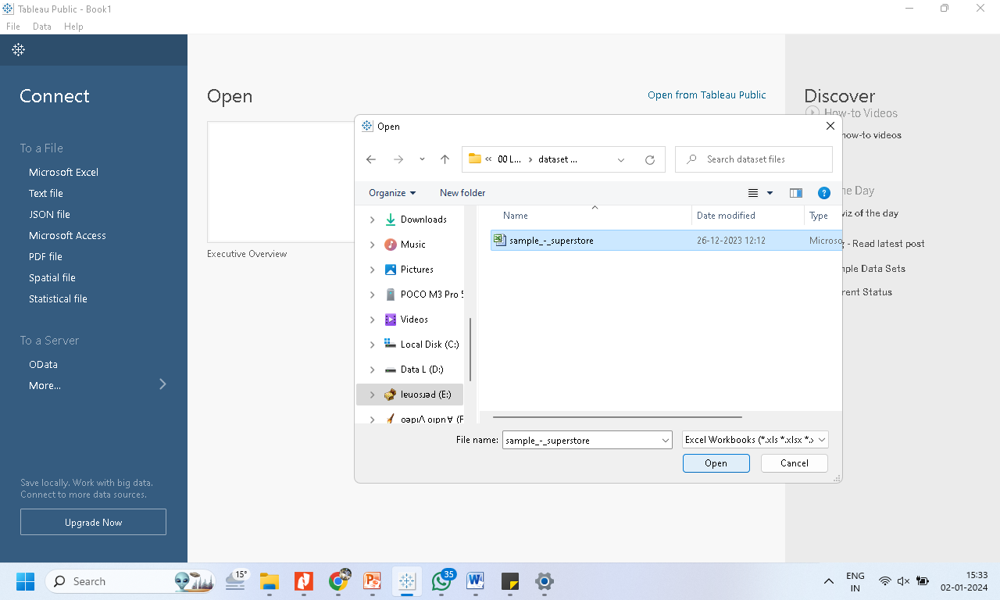 Tableau Public - Book1
File Data Help
Connect
To a File
Microsoft Excel
Text file
JSON file
Microsoft Access
PDF file
Spatial file
Statistical file
To a Server
OData
More...
Save locally. Work with big data.
Connect to more data sources.
Upgrade Now
Open
Open from Tableau Public
Executive Overview
Open
00 L... dataset ...
Search dataset files
Organize New folder
Downloads
Music
Pictures
POCO M3 Pro 5
Videos
Local Disk (C:)
Data L (D:)
pɐɹsonɐl (E:)
Name Date modified Type
sample_-_superstore 26-12-2023 12:12 Microso
File name: sample_-_superstore Excel Workbooks (*.xls *.xlsx *.x
Open Cancel
Discover
How-to Videos
how-to videos
he Day
viz of the day
- Read latest post
ple Data Sets
rent Status
15°
Search
35
ENG
IN
15:33
02-01-2024